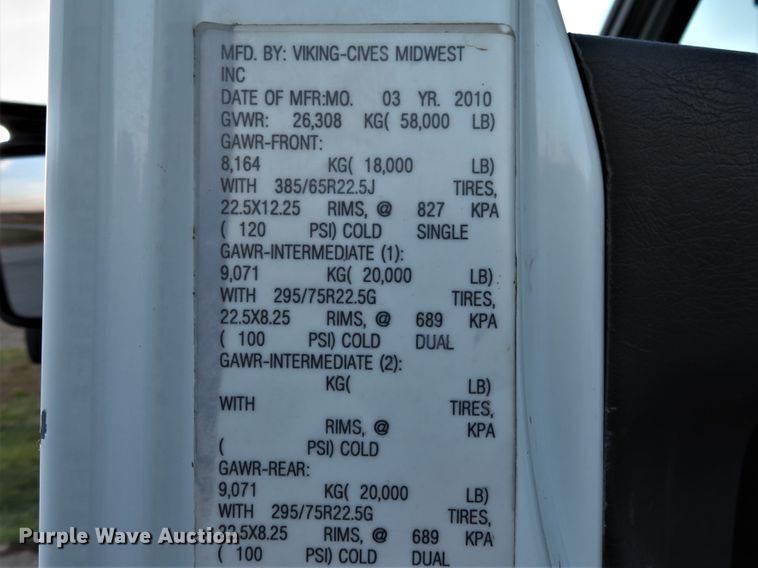 MFD. BY: VIKING-CIVES MIDWEST
INC
DATE OF MFR:MO. 03 YR. 2010
GVWR: 26,308 KG( 58,000 LB)
GAWR-FRONT:
8,164 KG( 18,000 LB)
WITH 385/65R22.5J TIRES,
22.5X12.25 RIMS, @ 827 KPA
( 120 PSI) COLD SINGLE
GAWR-INTERMEDIATE (1):
9,071 KG( 20,000 LB)
WITH 295/75R22.5G TIRES,
22.5X8.25 RIMS, @ 689 KPA
( 100 PSI) COLD DUAL
GAWR-INTERMEDIATE (2):
KG( LB)
WITH TIRES,
RIMS, @ KPA
( PSI) COLD
GAWR-REAR:
9,071 KG( 20,000 LB)
WITH 295/75R22.5G TIRES,
22.5X8.25 RIMS, @ 689 KPA
( 100 PSI) COLD DUAL
Purple Wave Auction